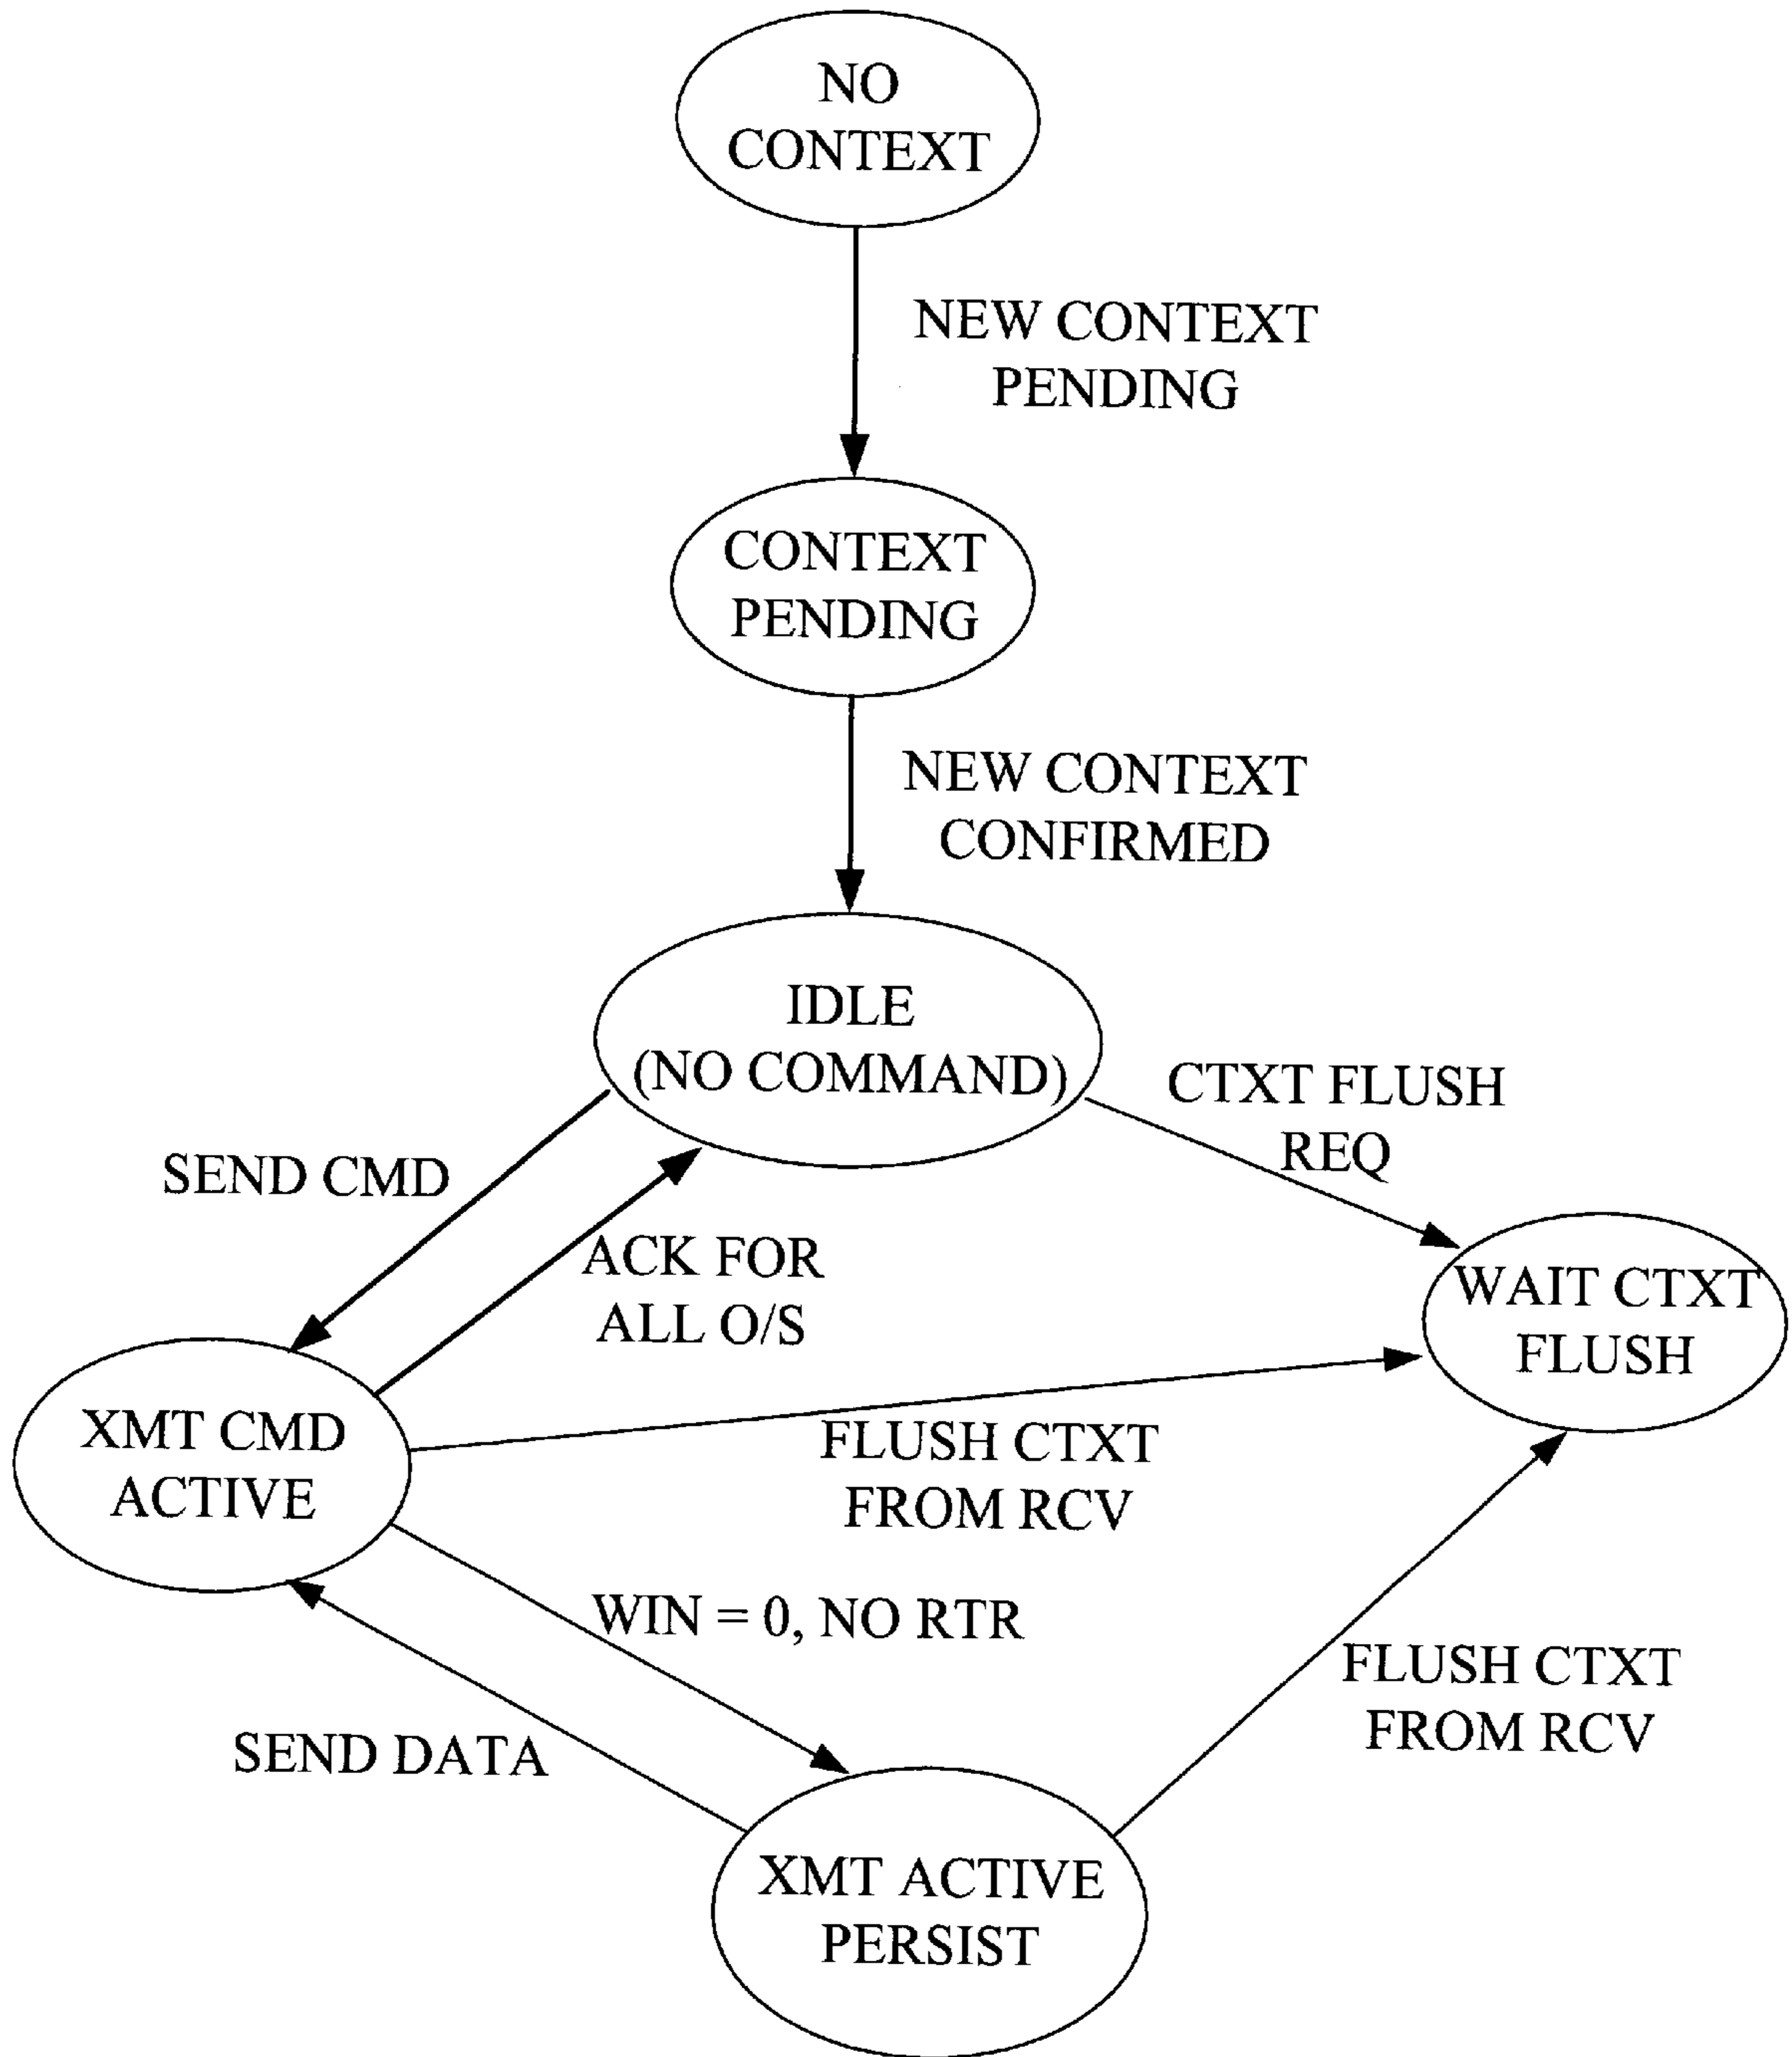 NO
CONTEXT
NEW CONTEXT
PENDING
CONTEXT
PENDING
NEW CONTEXT
CONFIRMED
IDLE
(NO COMMAND)
CTXT FLUSH
REQ
SEND CMD
ACK FOR
ALL O/S
WAIT CTXT
FLUSH
XMT CMD
ACTIVE
FLUSH CTXT
FROM RCV
WIN = 0, NO RTR
FLUSH CTXT
FROM RCV
SEND DATA
XMT ACTIVE
PERSIST